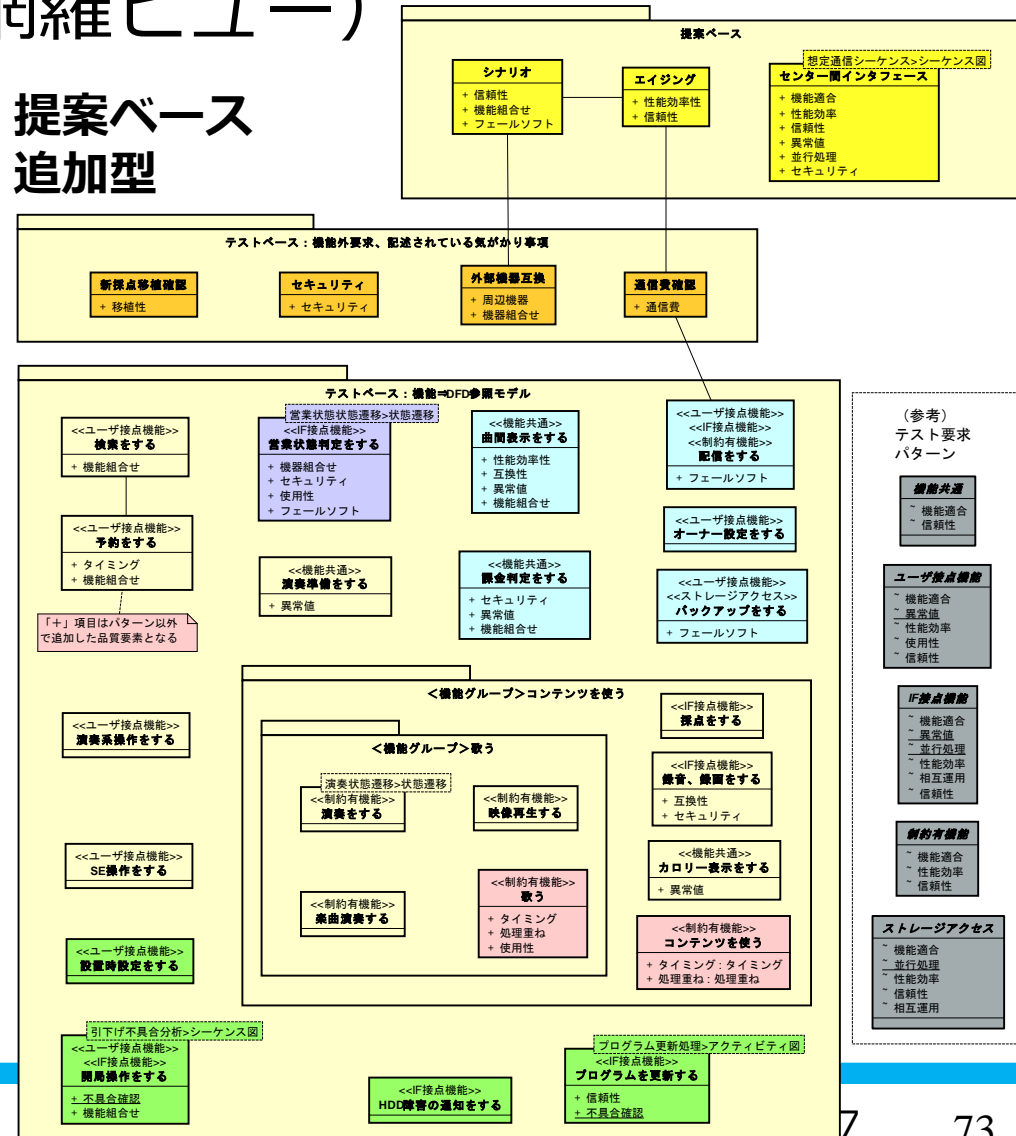 網羅ビュー）
提案ベース
追加型
提案ベース
シナリオ
+ 信頼性
+ 機能組合せ
+ フェールソフト
エイジング
+ 性能効率性
+ 信頼性
想定通信シーケンス>シーケンス図
センター間インタフェース
+ 機能適合
+ 性能効率
+ 信頼性
+ 異常値
+ 並行処理
+ セキュリティ
テストベース：機能外要求、記述されている気がかり事項
新採点移植確認
+ 移植性
セキュリティ
+ セキュリティ
外部機器互換
+ 周辺機器
+ 機器組合せ
通信費確認
+ 通信費
テストベース：機能⇒DFD参照モデル
<<ユーザ接点機能>>
検索をする
+ 機能組合せ
営業状態状態遷移>状態遷移
<<IF接点機能>>
営業状態判定をする
+ 機器組合せ
+ セキュリティ
+ 使用性
+ フェールソフト
<<機能共通>>
曲間表示をする
+ 性能効率性
+ 互換性
+ 異常値
+ 機能組合せ
<<ユーザ接点機能>>
<<IF接点機能>>
<<制約有機能>>
配信をする
+ フェールソフト
<<ユーザ接点機能>>
予約をする
+ タイミング
+ 機能組合せ
「+」項目はパターン以外
で追加した品質要素となる
<<機能共通>>
演奏準備をする
+ 異常値
<<機能共通>>
課金判定をする
+ セキュリティ
+ 異常値
+ 機能組合せ
<<ユーザ接点機能>>
オーナー設定をする
<<ユーザ接点機能>>
<<ストレージアクセス>>
バックアップをする
+ フェールソフト
＜機能グループ＞コンテンツを使う
＜機能グループ＞歌う
<<ユーザ接点機能>>
演奏系操作をする
演奏状態遷移>状態遷移
<<制約有機能>>
演奏をする
<<制約有機能>>
映像再生する
<<IF接点機能>>
採点をする
<<IF接点機能>>
録音、録画をする
+ 互換性
+ セキュリティ
<<ユーザ接点機能>>
SE操作をする
<<制約有機能>>
楽曲演奏する
<<制約有機能>>
歌う
+ タイミング
+ 処理重ね
+ 使用性
<<機能共通>>
カロリー表示をする
+ 異常値
<<制約有機能>>
コンテンツを使う
+ タイミング：タイミング
+ 処理重ね：処理重ね
<<ユーザ接点機能>>
設置時設定をする
引下げ不具合分析>シーケンス図
<<ユーザ接点機能>>
<<IF接点機能>>
開局操作をする
+ 不具合確認
+ 機能組合せ
<<IF接点機能>>
HDD障害の通知をする
プログラム更新処理>アクティビティ図
<<IF接点機能>>
プログラムを更新する
+ 信頼性
+ 不具合確認
（参考）
テスト要求
パターン
機能共通
~ 機能適合
~ 信頼性
ユーザ接点機能
~ 機能適合
~ 異常値
~ 性能効率
~ 使用性
~ 信頼性
IF接点機能
~ 機能適合
~ 異常値
~ 並行処理
~ 性能効率
~ 相互運用
~ 信頼性
制約有機能
~ 機能適合
~ 性能効率
~ 信頼性
ストレージアクセス
~ 機能適合
~ 並行処理
~ 性能効率
~ 信頼性
~ 相互運用
7 73